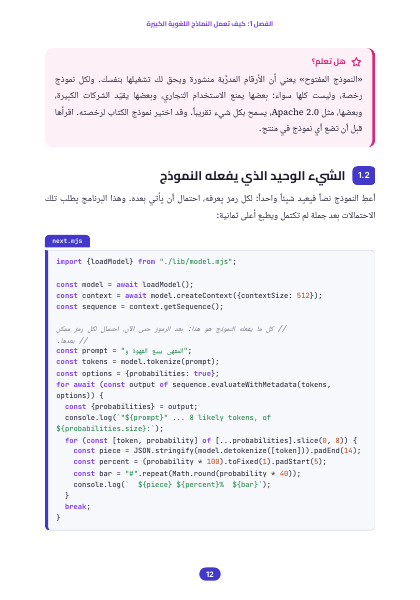 الفصل 1: كيف تعمل النماذج اللغوية الكبيرة
هل تعلم؟
«النموذج المفتوح» يعني أن الأرقام المدرَّبة منشورة ويحق لك تشغيلها بنفسك. ولكل نموذج
رخصة، وليست كلها سواء: بعضها يمنع الاستخدام التجاري، وبعضها يقيّد الشركات الكبيرة،
وبعضها، مثل Apache 2.0، يسمح بكل شيء تقريباً. وقد اختير نموذج الكتاب لرخصته. اقرأها
قبل أن تضع أي نموذج في منتج.
1.2 الشيء الوحيد الذي يفعله النموذج
أعطِ النموذج نصاً فيعيد شيئاً واحداً: لكل رمز يعرفه، احتمال أن يأتي بعده. وهذا البرنامج يطلب تلك
الاحتمالات بعد جملة لم تكتمل ويطبع أعلى ثمانية:
next.mjs
import {loadModel} from "./lib/model.mjs";
const model = await loadModel();
const context = await model.createContext({contextSize: 512});
const sequence = context.getSequence();
// كل ما يفعله النموذج هو هذا: بعد الرموز حتى الآن، احتمال لكل رمز ممكن
// بعدها.
const prompt = "المقهى يبيع القهوة و";
const tokens = model.tokenize(prompt);
const options = {probabilities: true};
for await (const output of sequence.evaluateWithMetadata(tokens,
options)) {
  const {probabilities} = output;
  console.log(`"${prompt}" ... 8 likely tokens, of
${probabilities.size}:`);
  for (const [token, probability] of [...probabilities].slice(0, 8)) {
    const piece = JSON.stringify(model.detokenize([token])).padEnd(14);
    const percent = (probability * 100).toFixed(1).padStart(5);
    const bar = "#".repeat(Math.round(probability * 40));
    console.log(`  ${piece} ${percent}%  ${bar}`);
  }
  break;
}
12